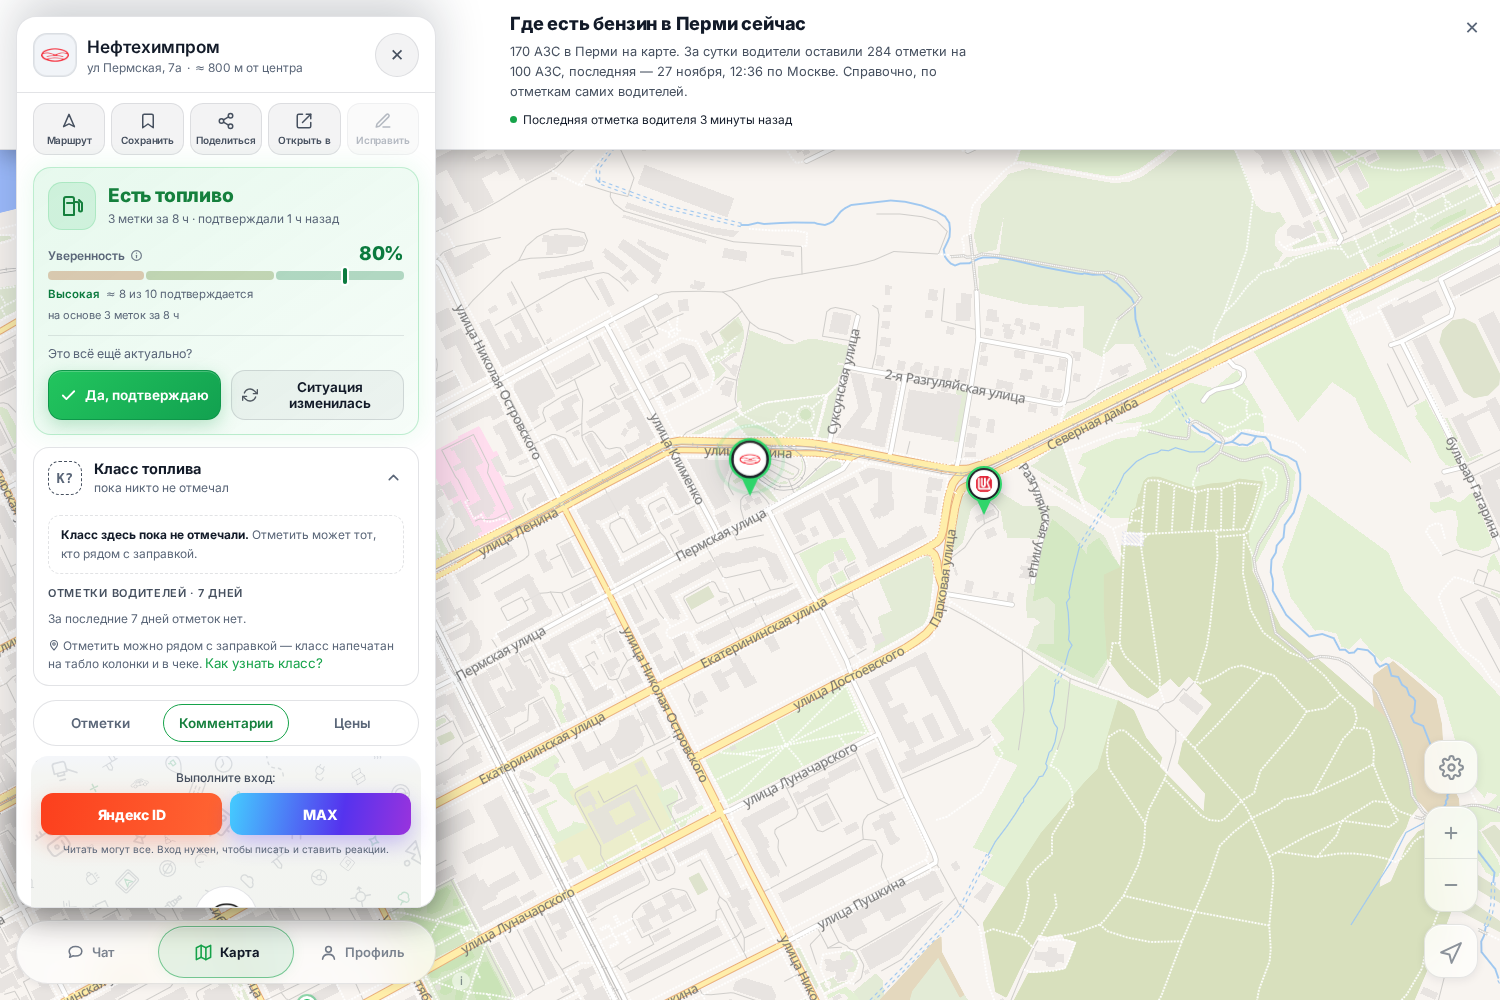 Нефтехимпром
ул Пермская, 7а · ≈ 800 м от центра
Маршрут
Сохранить
Поделиться
Открыть в
Исправить
Есть топливо
3 метки за 8 ч · подтверждали 1 ч назад
Уверенность
80%
Высокая ≈ 8 из 10 подтверждается
на основе 3 меток за 8 ч
Это всё ещё актуально?
Да, подтверждаю
Ситуация
изменилась
К?
Класс топлива
пока никто не отмечал
Класс здесь пока не отмечали. Отметить может тот,
кто рядом с заправкой.
ОТМЕТКИ ВОДИТЕЛЕЙ · 7 ДНЕЙ
За последние 7 дней отметок нет.
Отметить можно рядом с заправкой — класс напечатан
на табло колонки и в чеке. Как узнать класс?
Отметки
Комментарии
Цены
Выполните вход:
Яндекс ID
MAX
Читать могут все. Вход нужен, чтобы писать и ставить реакции.
Чат
Карта
Профиль
Где есть бензин в Перми сейчас
170 АЗС в Перми на карте. За сутки водители оставили 284 отметки на
100 АЗС, последняя — 27 ноября, 12:36 по Москве. Справочно, по
отметкам самих водителей.
Последняя отметка водителя 3 минуты назад
улица Николая Островского
улица Клименко
Суксунская улица
2-я Разгуляйская улица
Северная дамба
Разгуляйская улица
бульвар Гагарина
улица Ленина
Пермская улица
Парковая улица
Пермская улица
Екатерининская улица
улица Николая Островского
улица Достоевского
Екатерининская улица
улица Луначарского
улица Луначарского
улица Пушкина